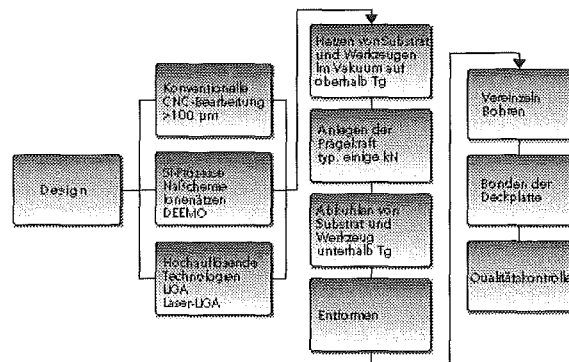 Design
Konventionelle
CNC-Bearbeitung
>100 µm
Si-Prozesse
Naßchemie
Ionenätzen
DEEMO
Hochauflösende
Technologien
LIGA
Laser-LIGA
Heizen von Substrat
und Werkzeugen
im Vakuum auf
oberhalb Tg
Anlegen der
Prägekraft
typ. einige kN
Abkühlen von
Substrat und
Werkzeug
unterhalb Tg
Entformen
Vereinzeln
Bohren
Bonden der
Deckplatte
Qualitätskontrolle